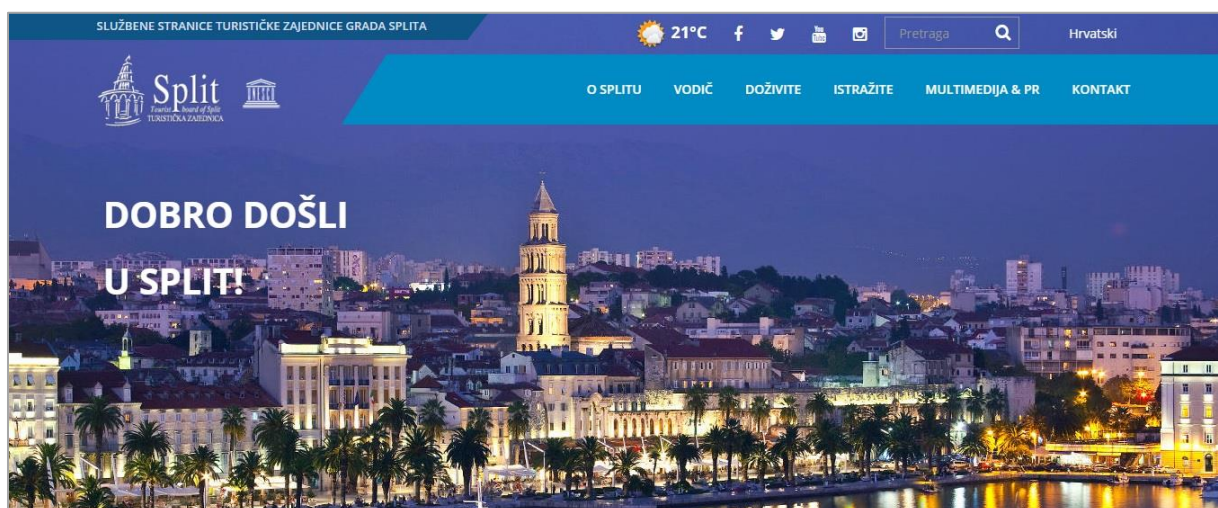 SLUŽBENE STRANICE TURISTIČKE ZAJEDNICE GRADA SPLITA
21°C
Pretraga
Hrvatski
Split
Tourist board of Split
TURISTIČKA ZAJEDNICA
O SPLITU
VODIČ
DOŽIVITE
ISTRAŽITE
MULTIMEDIJA & PR
KONTAKT
DOBRO DOŠLI
U SPLIT!